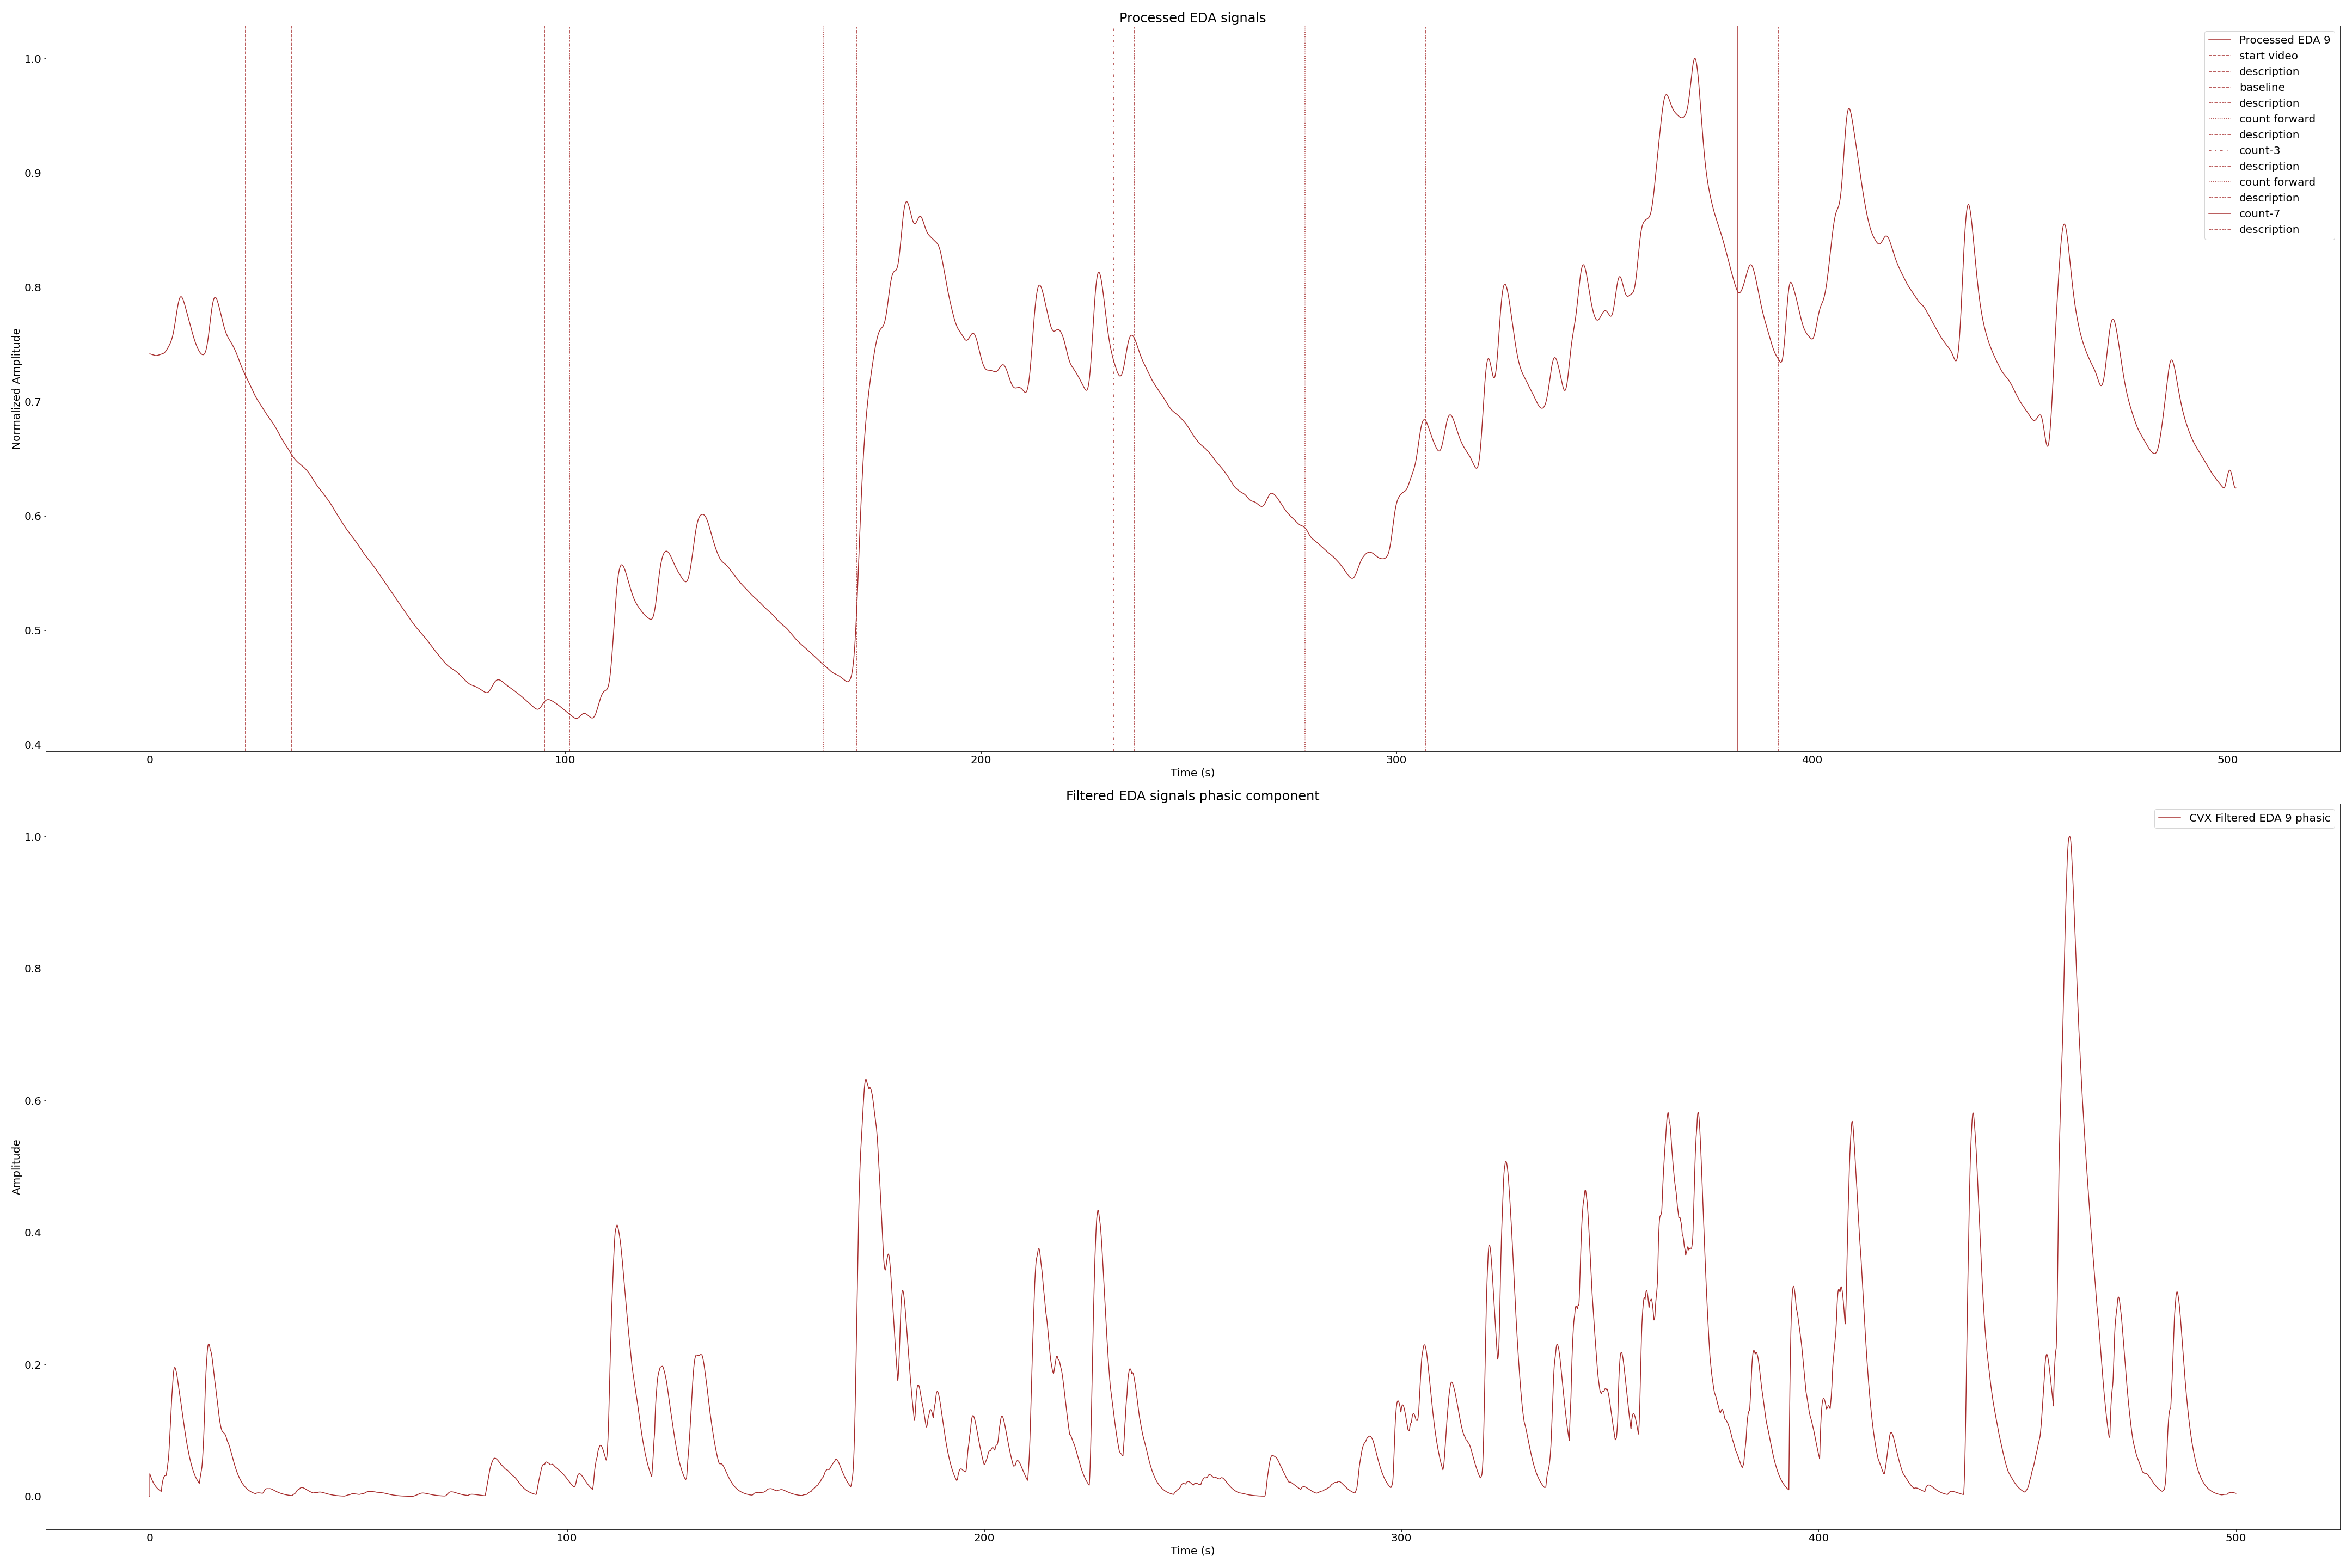 Processed EDA signals
Normalized Amplitude
1.0
0.9
0.8
0.7
0.6
0.5
0.4
0
100
200
300
400
500
Time (s)
Processed EDA 9
start video
description
baseline
description
count forward
description
count-3
description
count forward
description
count-7
description
Filtered EDA signals phasic component
Amplitude
1.0
0.8
0.6
0.4
0.2
0.0
0
100
200
300
400
500
Time (s)
CVX Filtered EDA 9 phasic